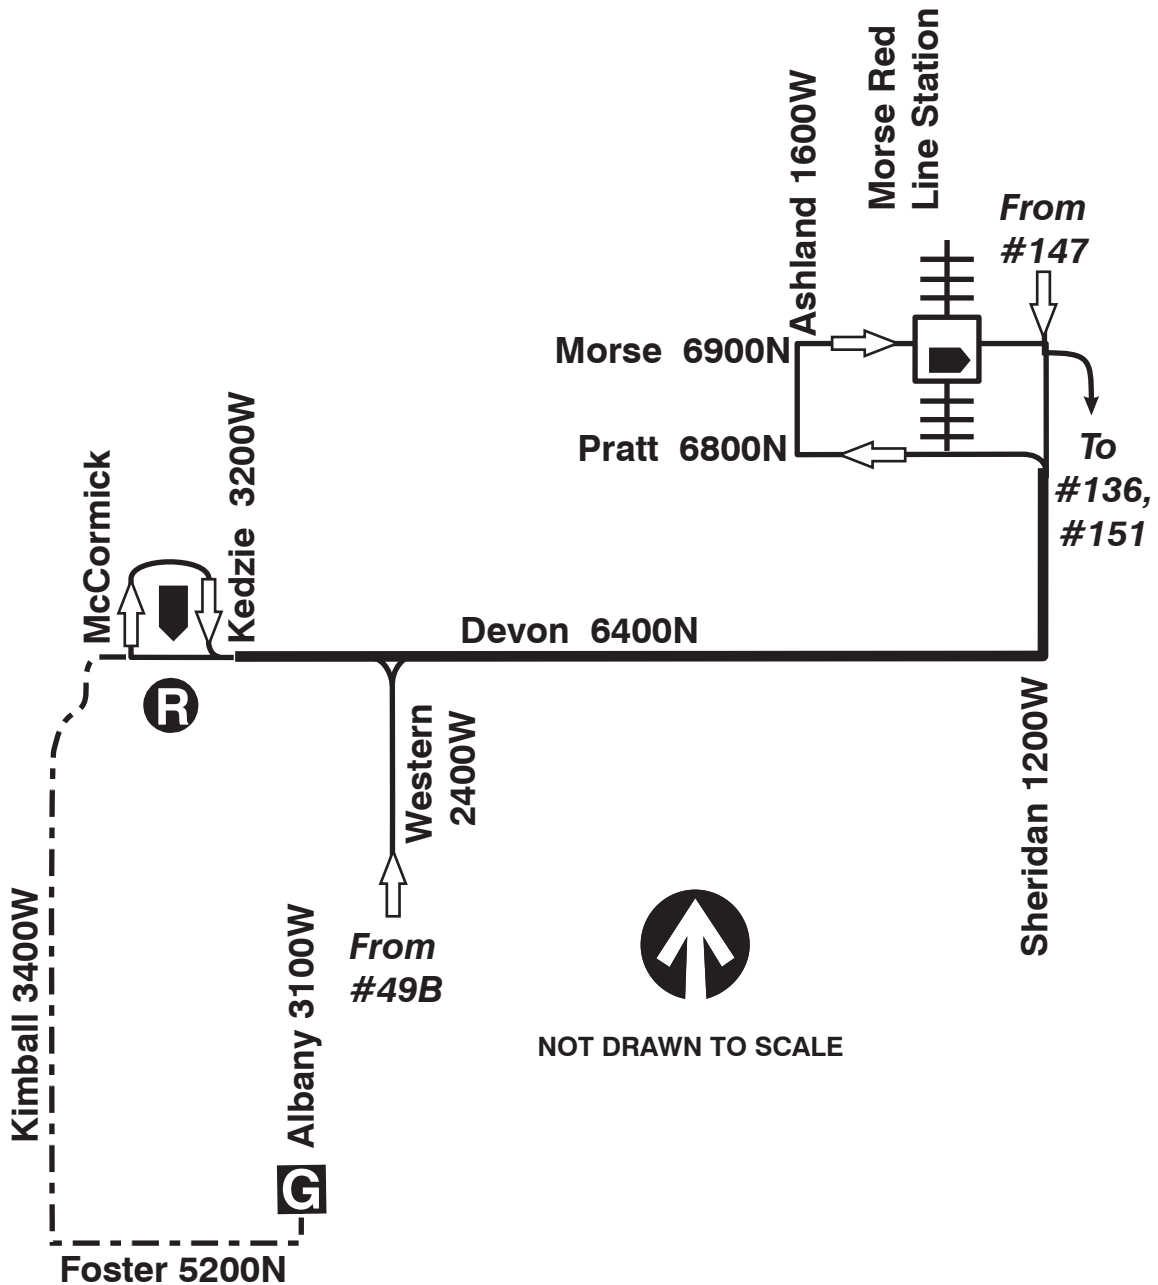 Morse Red
Line Station
Ashland 1600W
From
#147
Morse 6900N
Pratt 6800N
To
#136,
#151
McCormick
Kedzie 3200W
Devon 6400N
R
Western
2400W
Sheridan 1200W
From
#49B
Kimball 3400W
Albany 3100W
NOT DRAWN TO SCALE
G
Foster 5200N